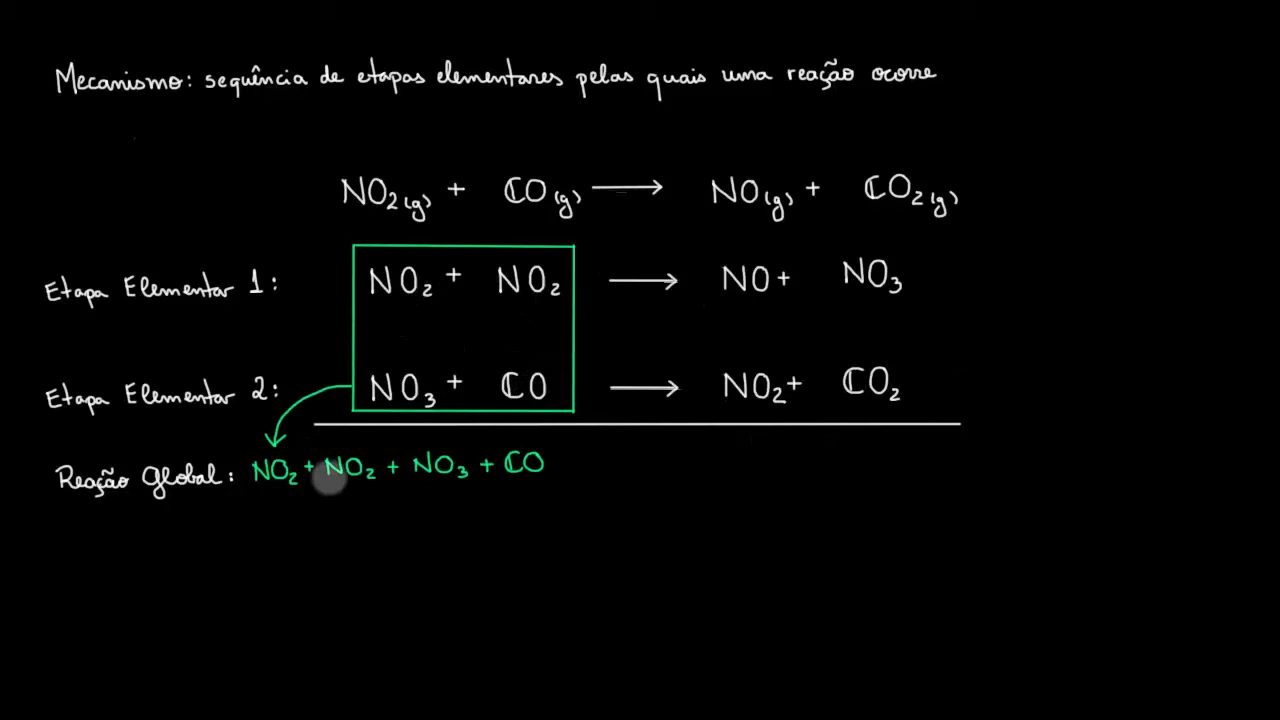 Mecanismo: sequência de etapas elementares pelas quais uma reação ocorre
NO₂(g) + CO(g) → NO(g) + CO₂(g)
Etapa Elementar 1: NO₂ + NO₂ → NO + NO₃
Etapa Elementar 2: NO₃ + CO → NO₂ + CO₂
Reação Global: NO₂ + NO₂ + NO₃ + CO